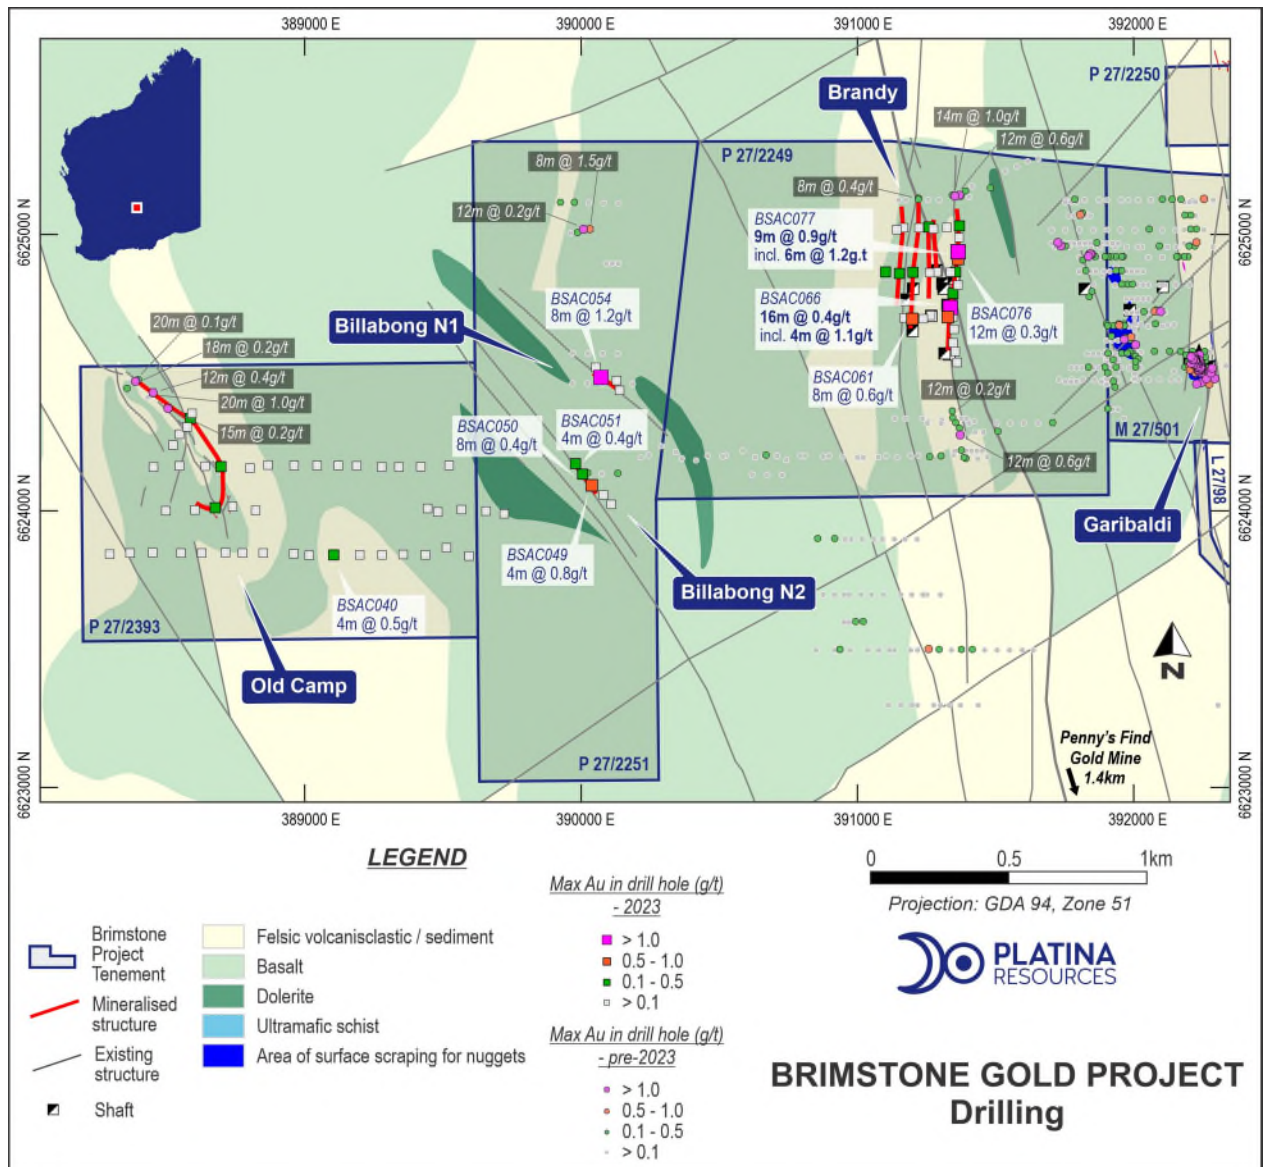 389000 E
390000 E
391000 E
392000 E
P 27/2250
Brandy
14m @ 1.0g/t
12m @ 0.6g/t
8m @ 1.5g/t
P 27/2249
8m @ 0.4g/t
12m @ 0.2g/t
6625000 N
6625000 N
BSAC077
9m @ 0.9g/t
incl. 6m @ 1.2g.t
BSAC054
8m @ 1.2g/t
BSAC066
16m @ 0.4g/t
incl. 4m @ 1.1g/t
BSAC076
12m @ 0.3g/t
Billabong N1
20m @ 0.1g/t
18m @ 0.2g/t
12m @ 0.4g/t
20m @ 1.0g/t
15m @ 0.2g/t
BSAC061
8m @ 0.6g/t
12m @ 0.2g/t
BSAC051
4m @ 0.4g/t
BSAC050
8m @ 0.4g/t
M 27/501
12m @ 0.6g/t
L 27/98
6624000 N
6624000 N
Garibaldi
BSAC049
4m @ 0.8g/t
Billabong N2
BSAC040
4m @ 0.5g/t
P 27/2393
Old Camp
N
Penny's Find
Gold Mine
1.4km
P 27/2251
6623000 N
6623000 N
389000 E
390000 E
391000 E
392000 E
LEGEND
Brimstone
Project
Tenement
Mineralised
structure
Existing
structure
Shaft
Felsic volcanisclastic / sediment
Basalt
Dolerite
Ultramafic schist
Area of surface scraping for nuggets
Max Au in drill hole (g/t)
- 2023
> 1.0
0.5 - 1.0
0.1 - 0.5
> 0.1
Max Au in drill hole (g/t)
- pre-2023
> 1.0
0.5 - 1.0
0.1 - 0.5
> 0.1
0
0.5
1km
Projection: GDA 94, Zone 51
PLATINA
RESOURCES
BRIMSTONE GOLD PROJECT
Drilling